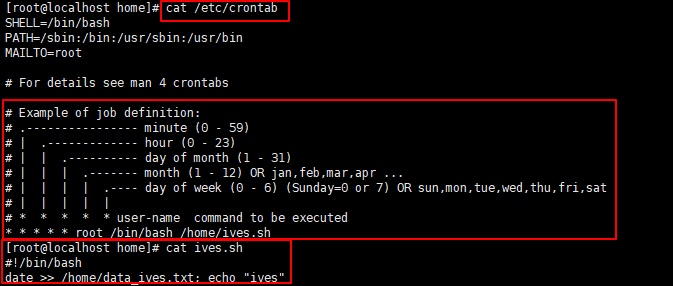 [root@localhost home]# cat /etc/crontab
SHELL=/bin/bash
PATH=/sbin:/bin:/usr/sbin:/usr/bin
MAILTO=root

# For details see man 4 crontabs

# Example of job definition:
# .---------------- minute (0 - 59)
# |  .------------- hour (0 - 23)
# |  |  .---------- day of month (1 - 31)
# |  |  |  .------- month (1 - 12) OR jan,feb,mar,apr ...
# |  |  |  |  .---- day of week (0 - 6) (Sunday=0 or 7) OR sun,mon,tue,wed,thu,fri,sat
# |  |  |  |  |
# *  *  *  *  * user-name  command to be executed
* * * * * root /bin/bash /home/ives.sh
[root@localhost home]# cat ives.sh
#!/bin/bash
date >> /home/data_ives.txt; echo "ives"